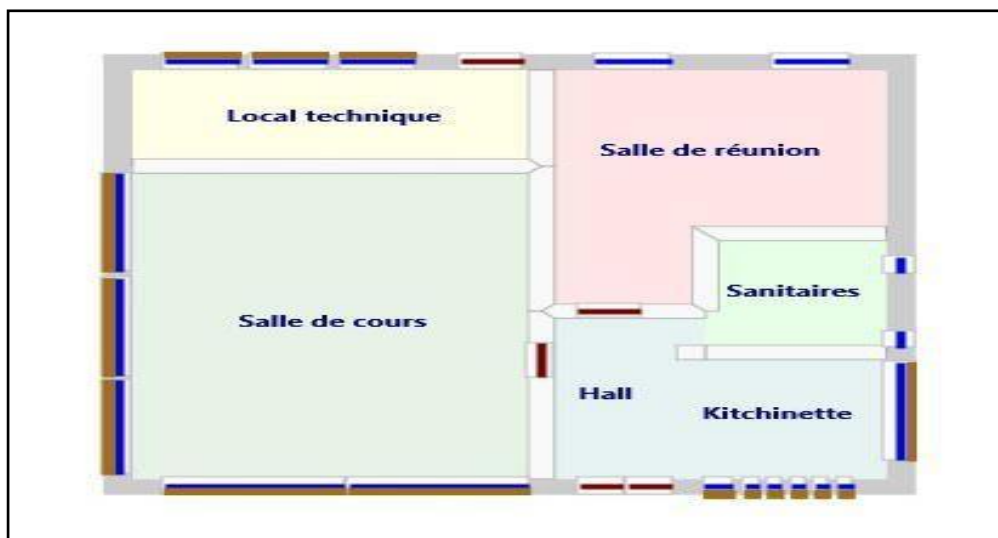 Local technique
Salle de réunion
Sanitaires
Salle de cours
Hall
Kitchinette